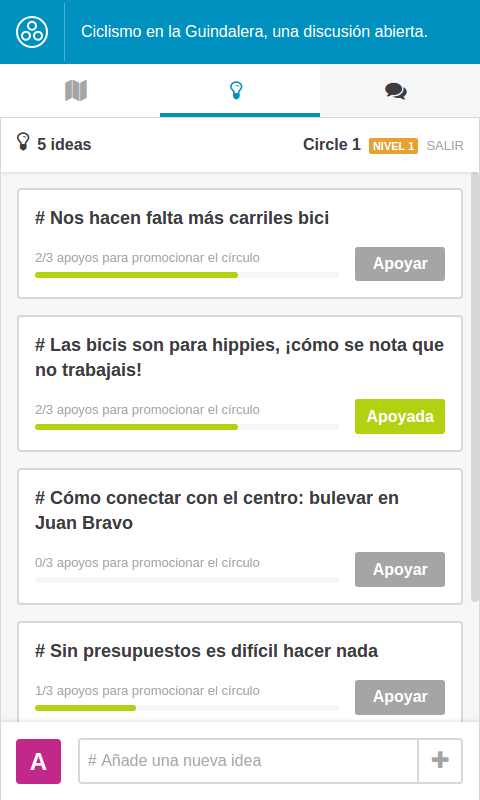 Ciclismo en la Guindalera, una discusión abierta.
5 ideas
Circle 1 NIVEL 1 SALIR
# Nos hacen falta más carriles bici
2/3 apoyos para promocionar el círculo
Apoyar
# Las bicis son para hippies, ¡cómo se nota que
no trabajais!
2/3 apoyos para promocionar el círculo
Apoyada
# Cómo conectar con el centro: bulevar en
Juan Bravo
0/3 apoyos para promocionar el círculo
Apoyar
# Sin presupuestos es difícil hacer nada
1/3 apoyos para promocionar el círculo
Apoyar
A
# Añade una nueva idea